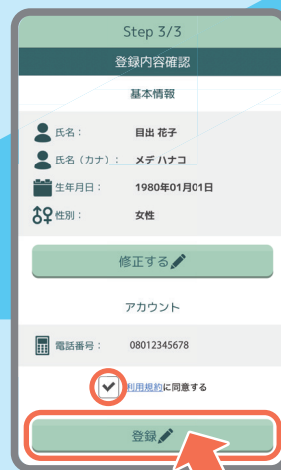 Step 3/3
登録内容確認
基本情報
氏名： 目出 花子
氏名（カナ）： メデ ハナコ
生年月日： 1980年01月01日
性別： 女性
修正する
アカウント
電話番号： 08012345678
利用規約に同意する
登録